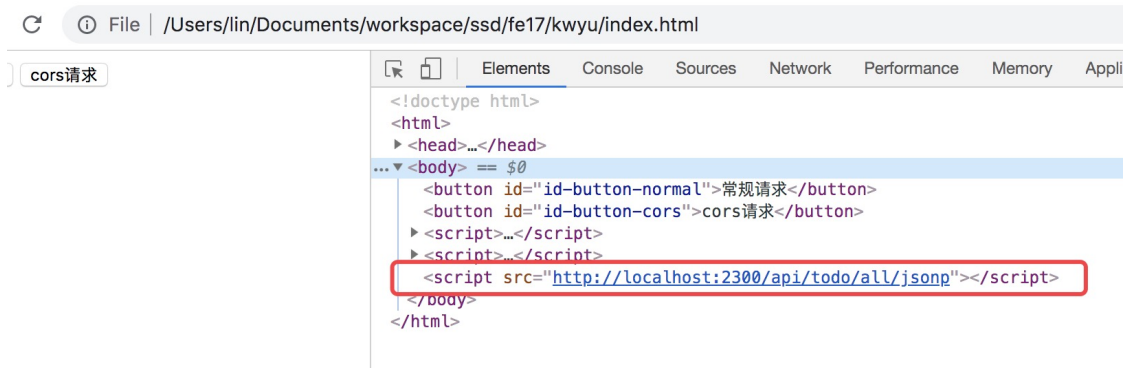 File | /Users/lin/Documents/workspace/ssd/fe17/kwyu/index.html
cors请求
Elements Console Sources Network Performance Memory Appli
<!doctype html>
<html>
<head>…</head>
<body> == $0
<button id="id-button-normal">常规请求</button>
<button id="id-button-cors">cors请求</button>
<script>…</script>
<script>…</script>
<script src="http://localhost:2300/api/todo/all/jsonp"></script>
</body>
</html>